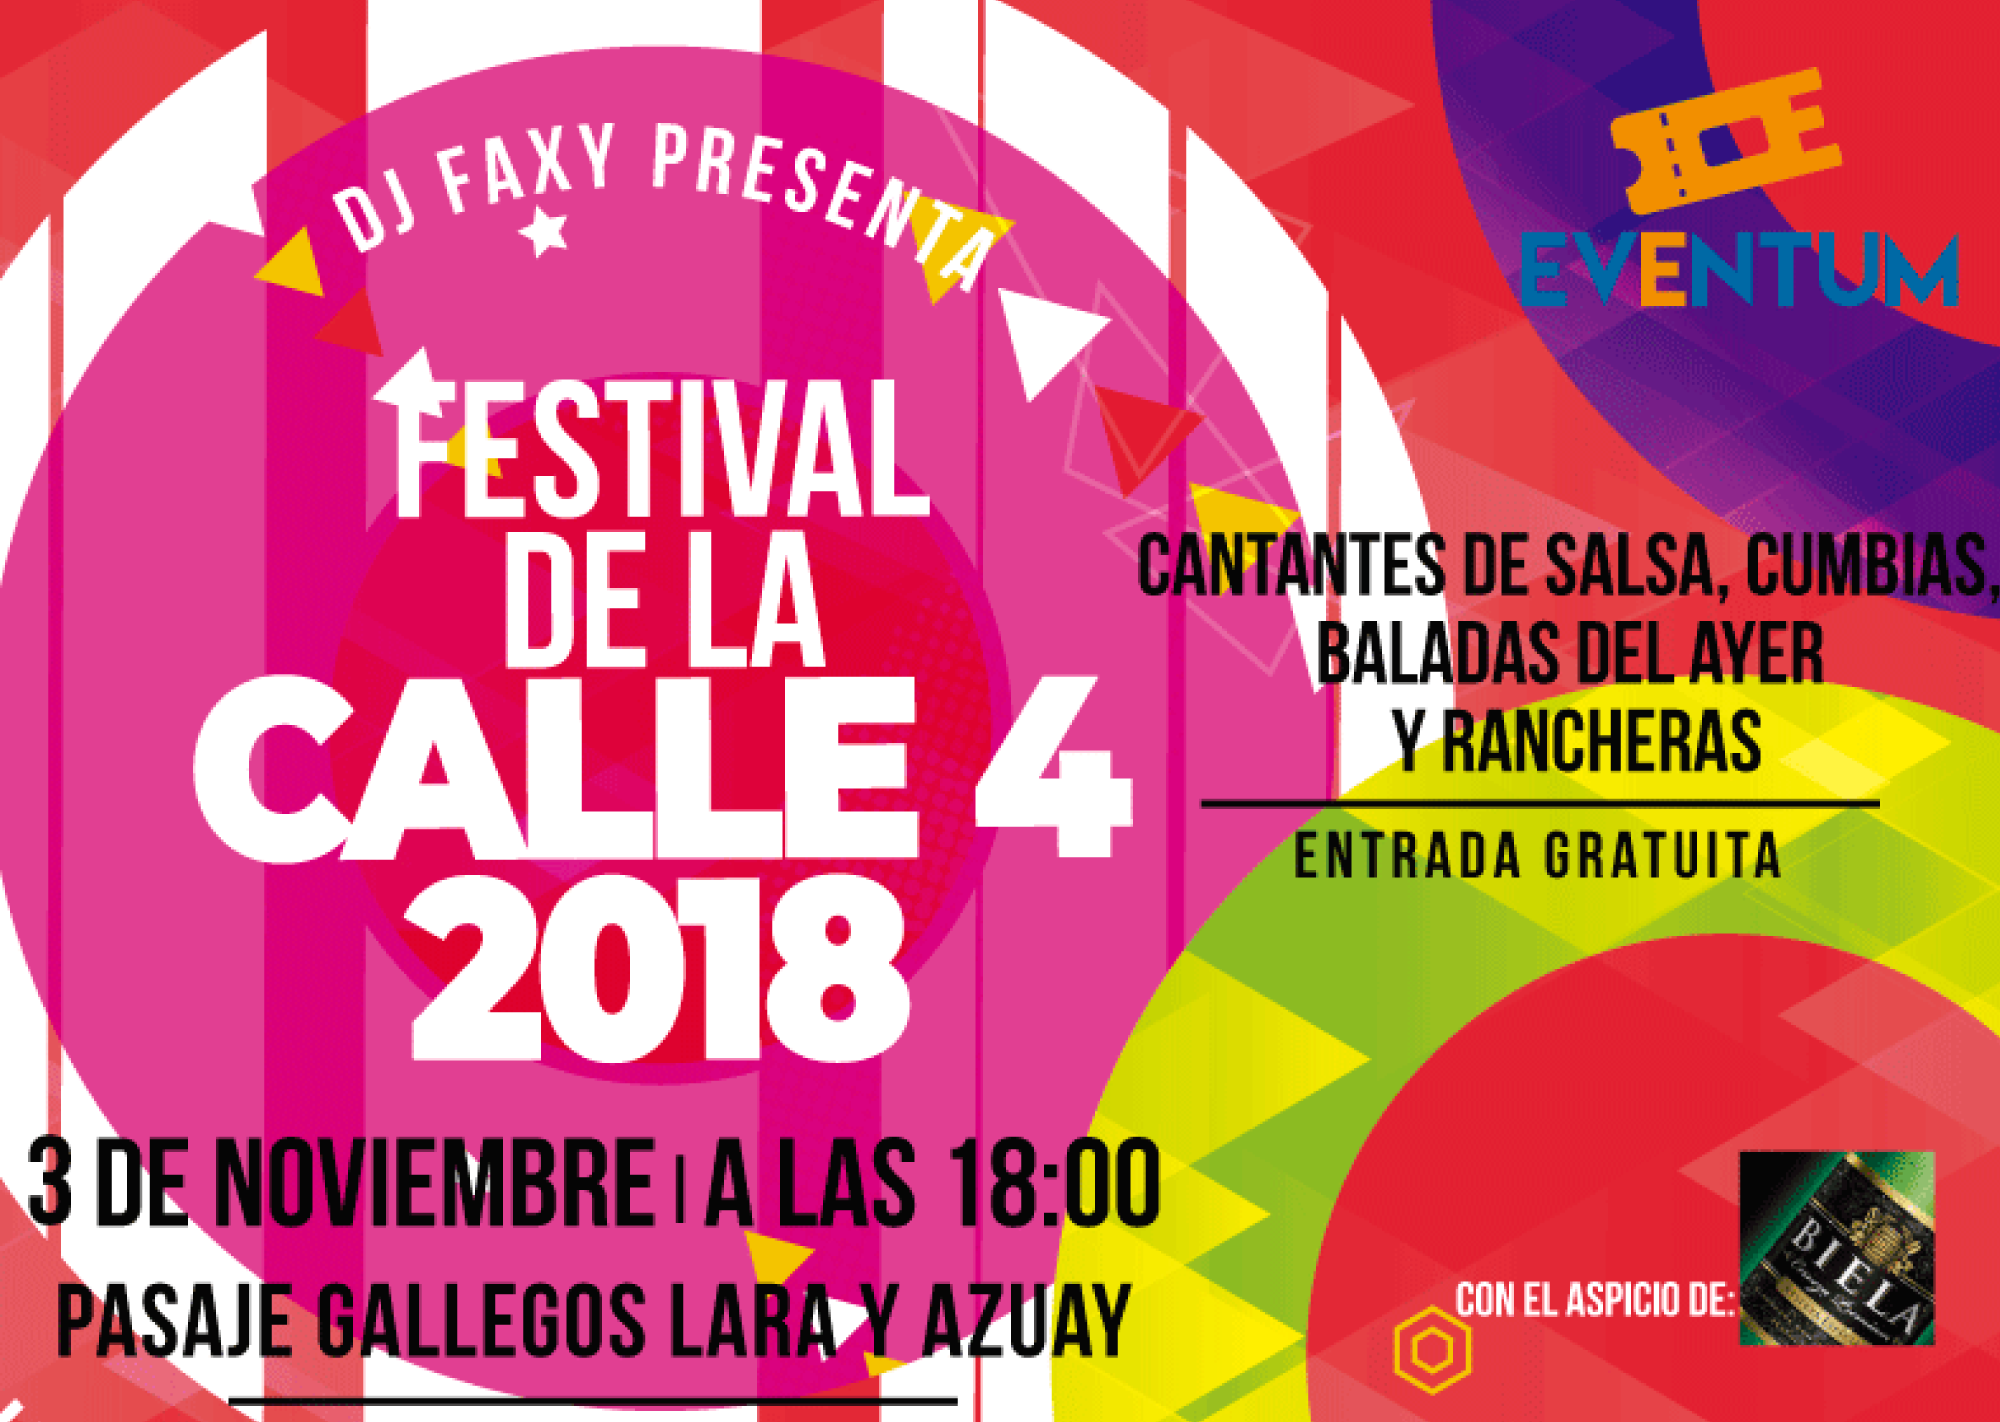 DJ FAXY PRESENTA
FESTIVAL
DE LA
CALLE 4
2018
3 DE NOVIEMBRE | A LAS 18:00
PASAJE GALLEGOS LARA Y AZUAY
EVENTUM
CANTANTES DE SALSA, CUMBIAS,
BALADAS DEL AYER
Y RANCHERAS
ENTRADA GRATUITA
CON EL ASPICIO DE:
BIELA